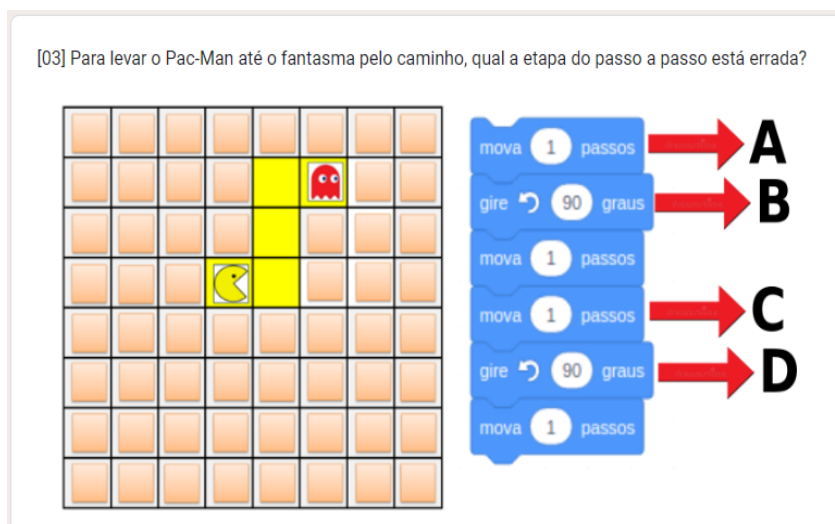 [03] Para levar o Pac-Man até o fantasma pelo caminho, qual a etapa do passo a passo está errada?
mova 1 passos A
gire 90 graus B
mova 1 passos
mova 1 passos C
gire 90 graus D
mova 1 passos